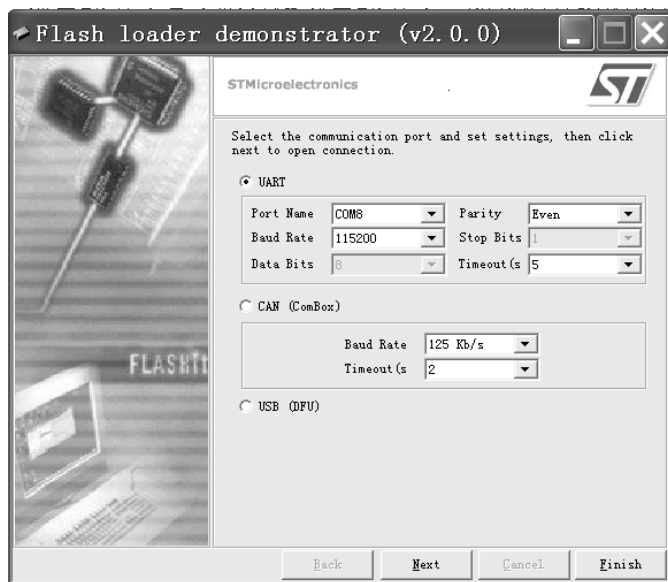 Flash loader demonstrator (v2.0.0)
STMicroelectronics
ST
Select the communication port and set settings, then click
next to open connection.
UART
Port Name COM8 Parity Even
Baud Rate 115200 Stop Bits 1
Data Bits 8 Timeout(s 5
CAN (ComBox)
Baud Rate 125 Kb/s
Timeout(s 2
USB (DFU)
FLASHit
Back Next Cancel Finish